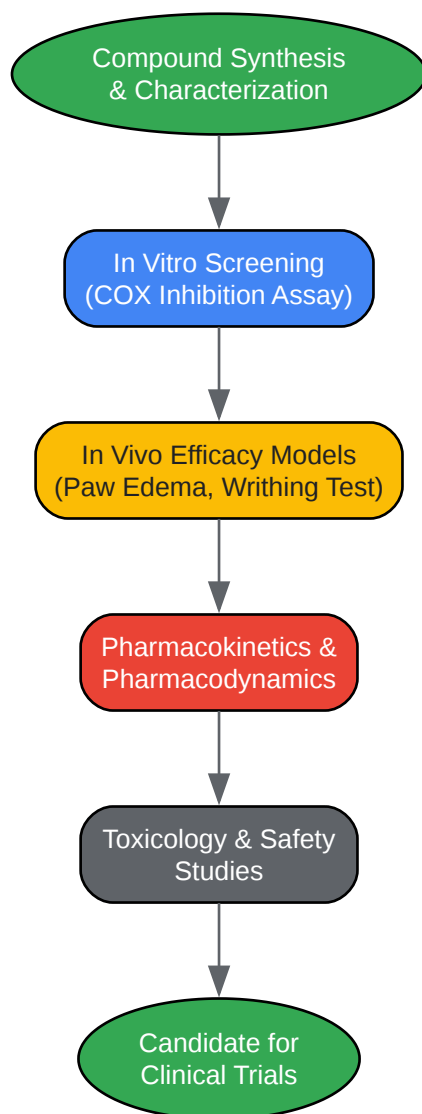 Compound Synthesis
& Characterization
In Vitro Screening
(COX Inhibition Assay)
In Vivo Efficacy Models
(Paw Edema, Writhing Test)
Pharmacokinetics &
Pharmacodynamics
Toxicology & Safety
Studies
Candidate for
Clinical Trials